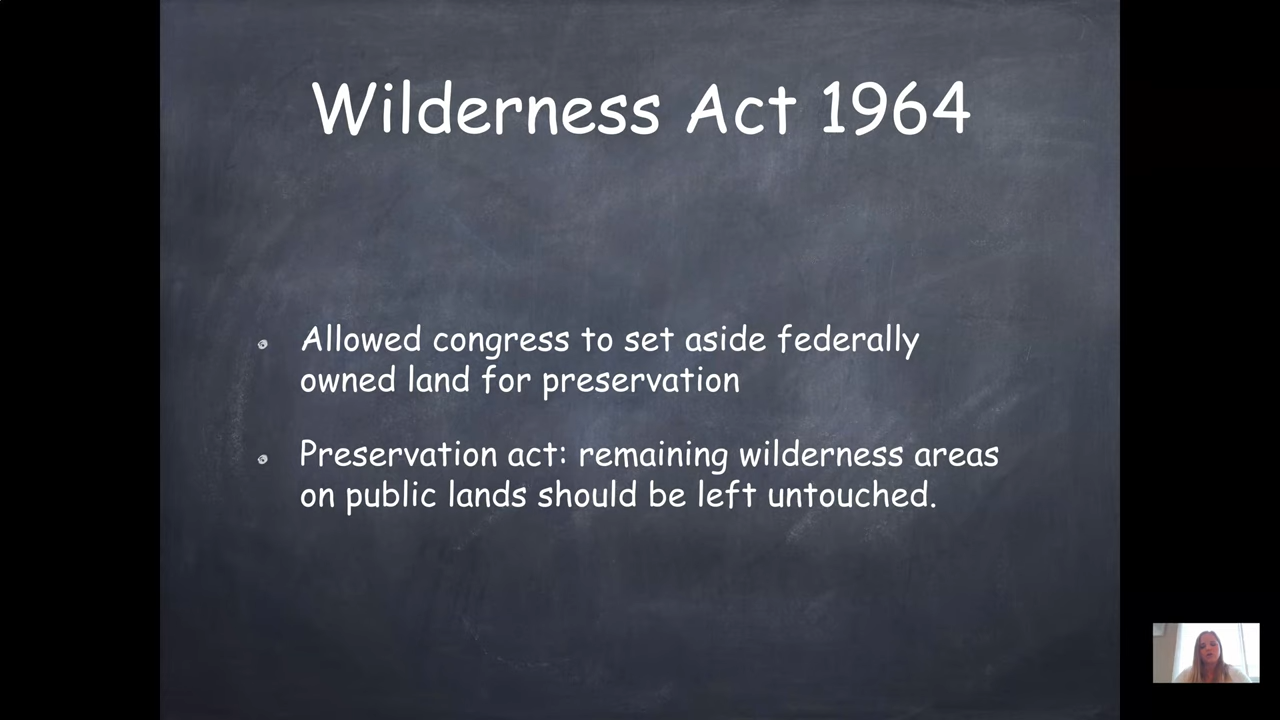 Wilderness Act 1964
Allowed congress to set aside federally
owned land for preservation
Preservation act: remaining wilderness areas
on public lands should be left untouched.